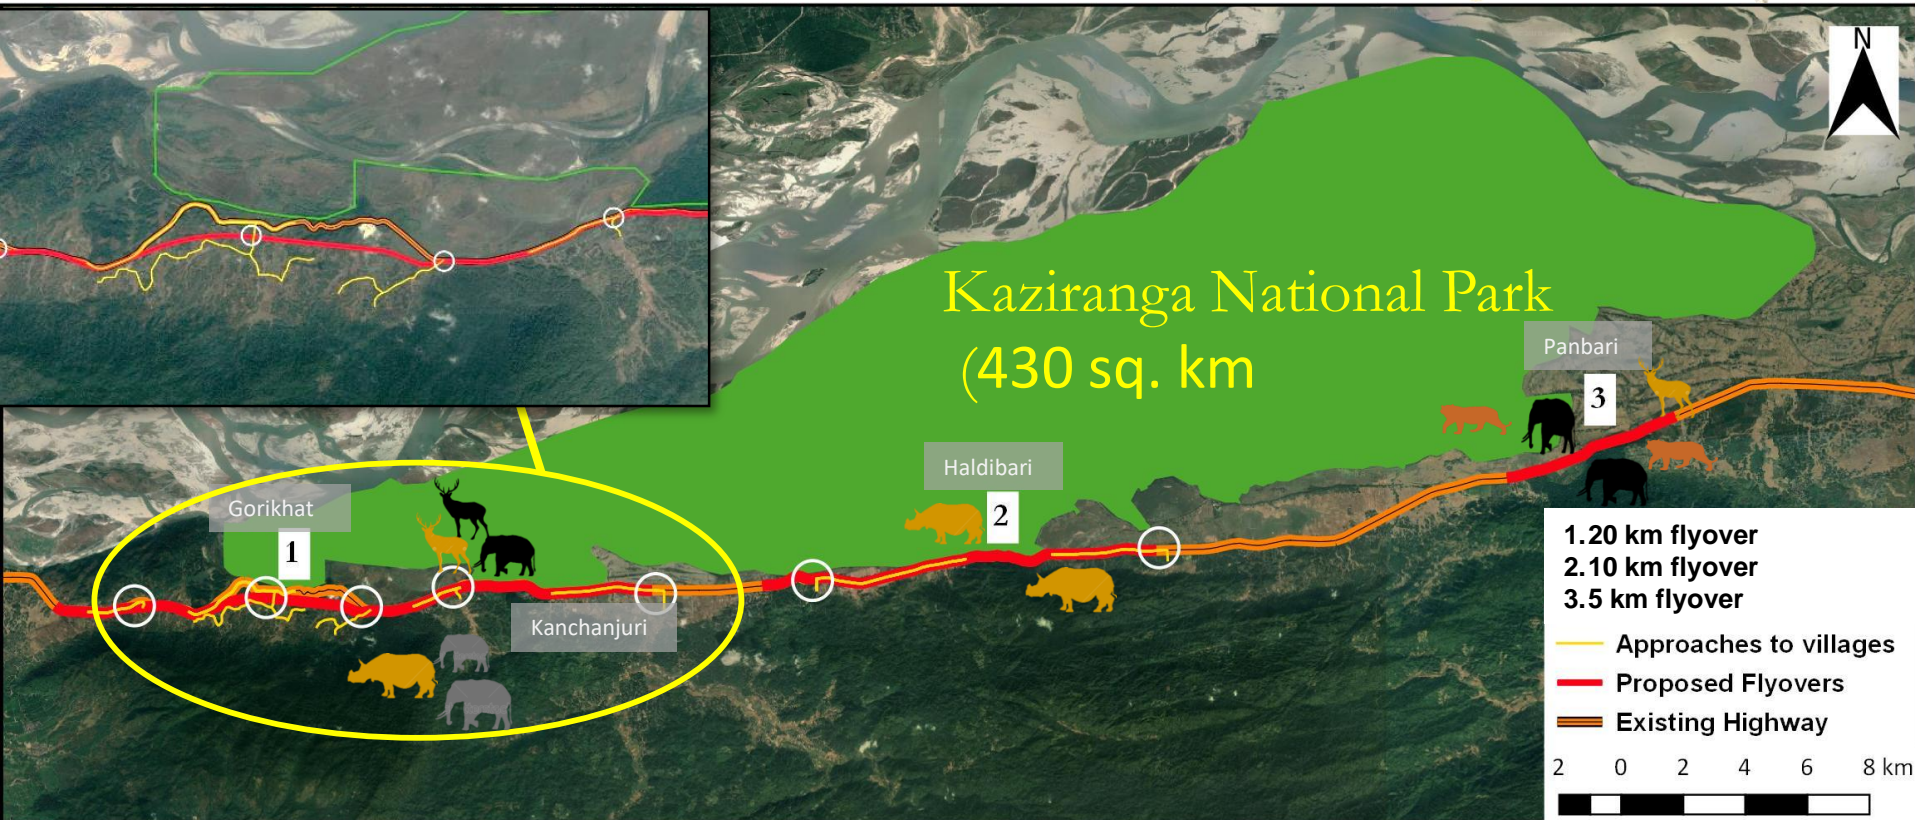 N
Kaziranga National Park
(430 sq. km
Panbari
3
Haldibari
2
Gorikhat
1
Kanchanjuri
1.20 km flyover
2.10 km flyover
3.5 km flyover
Approaches to villages
Proposed Flyovers
Existing Highway
2 0 2 4 6 8 km